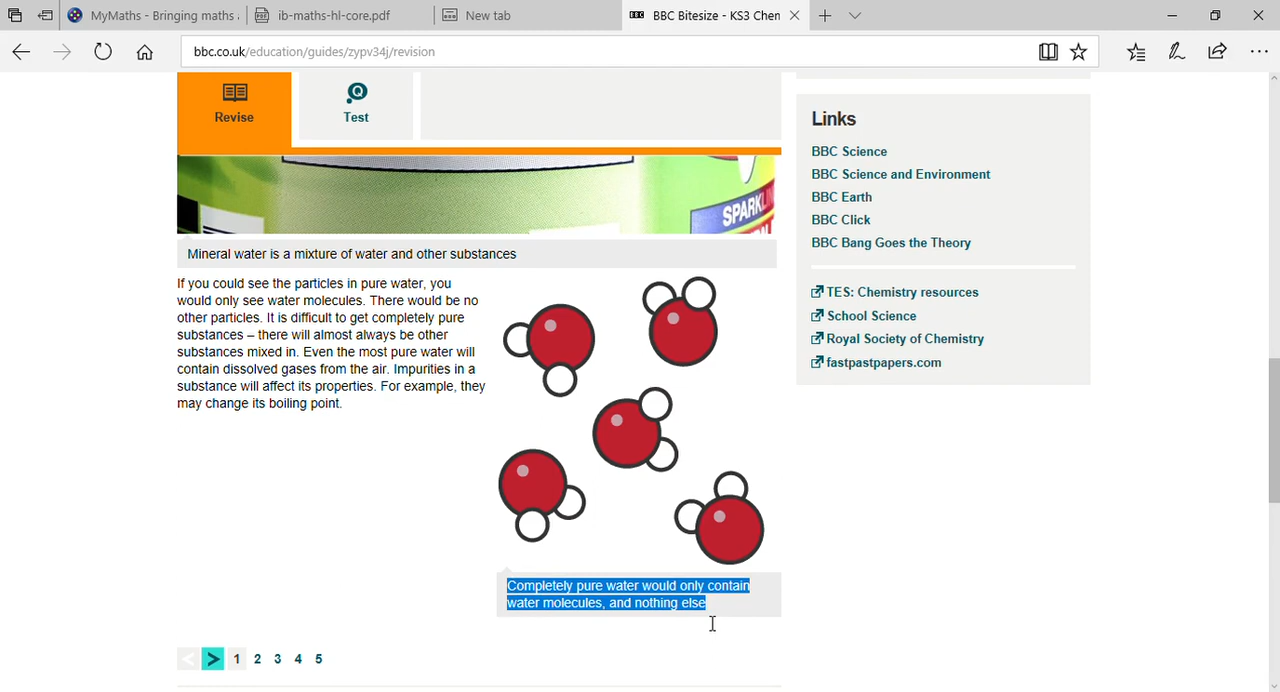 MyMaths - Bringing maths
ib-maths-hl-core.pdf
New tab
BBC Bitesize - KS3 Chen
bbc.co.uk/education/guides/zypv34j/revision
Revise
Test
SPARKLIN
Mineral water is a mixture of water and other substances
If you could see the particles in pure water, you
would only see water molecules. There would be no
other particles. It is difficult to get completely pure
substances – there will almost always be other
substances mixed in. Even the most pure water will
contain dissolved gases from the air. Impurities in a
substance will affect its properties. For example, they
may change its boiling point.
Completely pure water would only contain
water molecules, and nothing else
< > 1 2 3 4 5
Links
BBC Science
BBC Science and Environment
BBC Earth
BBC Click
BBC Bang Goes the Theory
TES: Chemistry resources
School Science
Royal Society of Chemistry
fastpastpapers.com